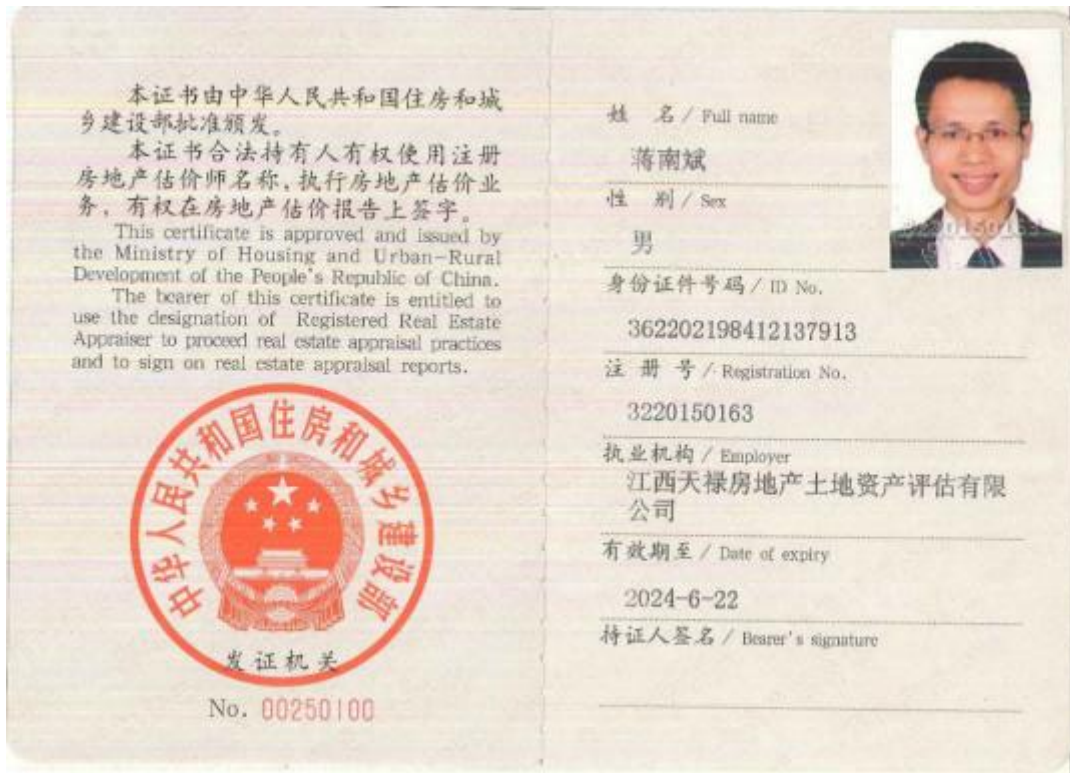 本证书由中华人民共和国住房和城
乡建设部批准颁发。
本证书合法持有人有权使用注册
房地产估价师名称,执行房地产估价业
务,有权在房地产估价报告上签字。
This certificate is approved and issued by
the Ministry of Housing and Urban-Rural
Development of the People's Republic of China.
The bearer of this certificate is entitled to
use the designation of Registered Real Estate
Appraiser to proceed real estate appraisal practices
and to sign on real estate appraisal reports.
中华人民共和国住房和城乡建设部
发证机关
No. 00250100
姓 名 / Full name
蒋南斌
性 别 / Sex
男
身份证件号码 / ID No.
362202198412137913
注 册 号 / Registration No.
3220150163
执业机构 / Employer
江西天禄房地产土地资产评估有限
公司
有效期至 / Date of expiry
2024-6-22
持证人签名 / Bearer's signature
3220150163